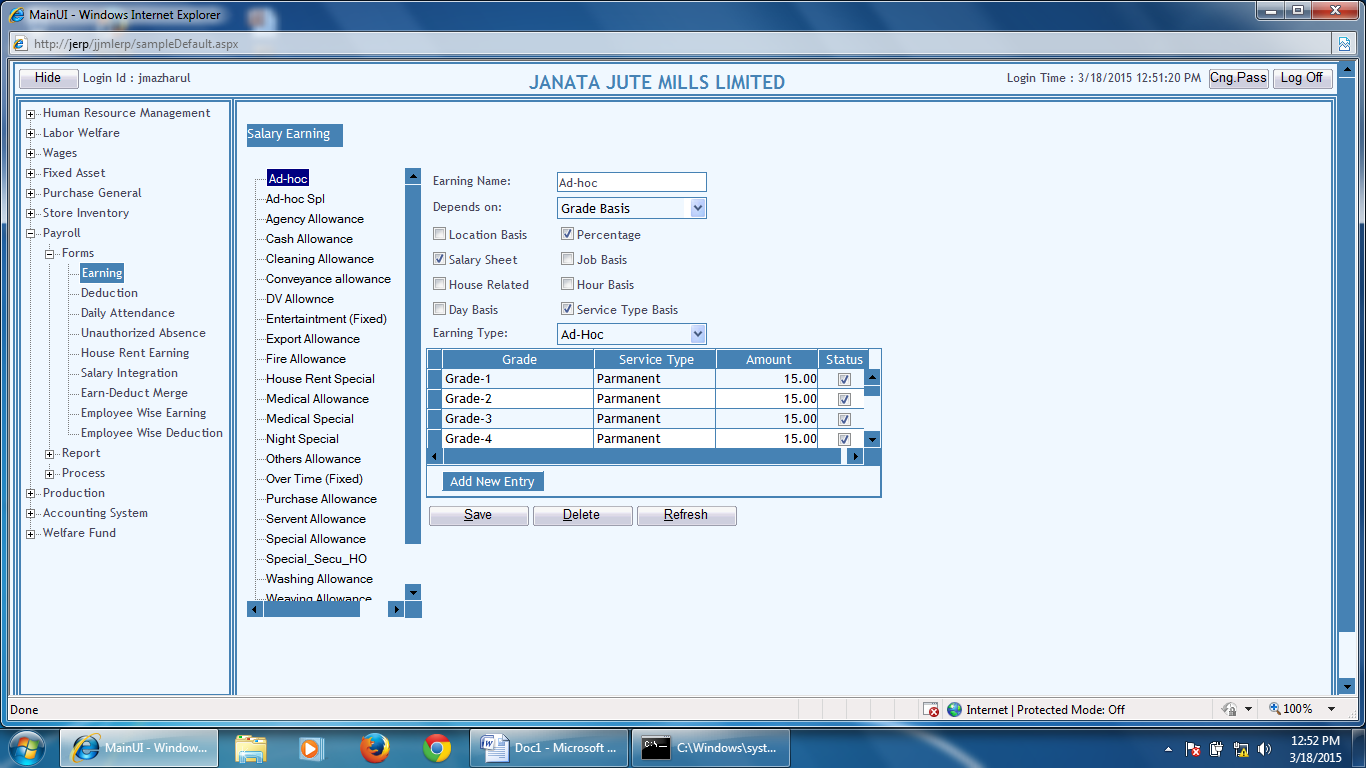 MainUI - Windows Internet Explorer
http://jerp/jjmlerp/sampleDefault.aspx
Hide Login Id : jmazharul JANATA JUTE MILLS LIMITED Login Time : 3/18/2015 12:51:20 PM Cng.Pass Log Off
Human Resource Management
Labor Welfare
Wages
Fixed Asset
Purchase General
Store Inventory
Payroll
Forms
Earning
Deduction
Daily Attendance
Unauthorized Absence
House Rent Earning
Salary Integration
Earn-Deduct Merge
Employee Wise Earning
Employee Wise Deduction
Report
Process
Production
Accounting System
Welfare Fund
Salary Earning
Ad-hoc
Ad-hoc Spl
Agency Allowance
Cash Allowance
Cleaning Allowance
Conveyance allowance
DV Allownce
Entertaintment (Fixed)
Export Allowance
Fire Allowance
House Rent Special
Medical Allowance
Medical Special
Night Special
Others Allowance
Over Time (Fixed)
Purchase Allowance
Servent Allowance
Special Allowance
Special_Secu_HO
Washing Allowance
Weaving Allowance
Earning Name: Ad-hoc
Depends on: Grade Basis
Location Basis Percentage
Salary Sheet Job Basis
House Related Hour Basis
Day Basis Service Type Basis
Earning Type: Ad-Hoc
Grade Service Type Amount Status
Grade-1 Parmanent 15.00
Grade-2 Parmanent 15.00
Grade-3 Parmanent 15.00
Grade-4 Parmanent 15.00
Add New Entry
Save Delete Refresh
Done Internet | Protected Mode: Off 100%
MainUI - Window... Doc1 - Microsoft ... C:\Windows\syst... 12:52 PM
3/18/2015